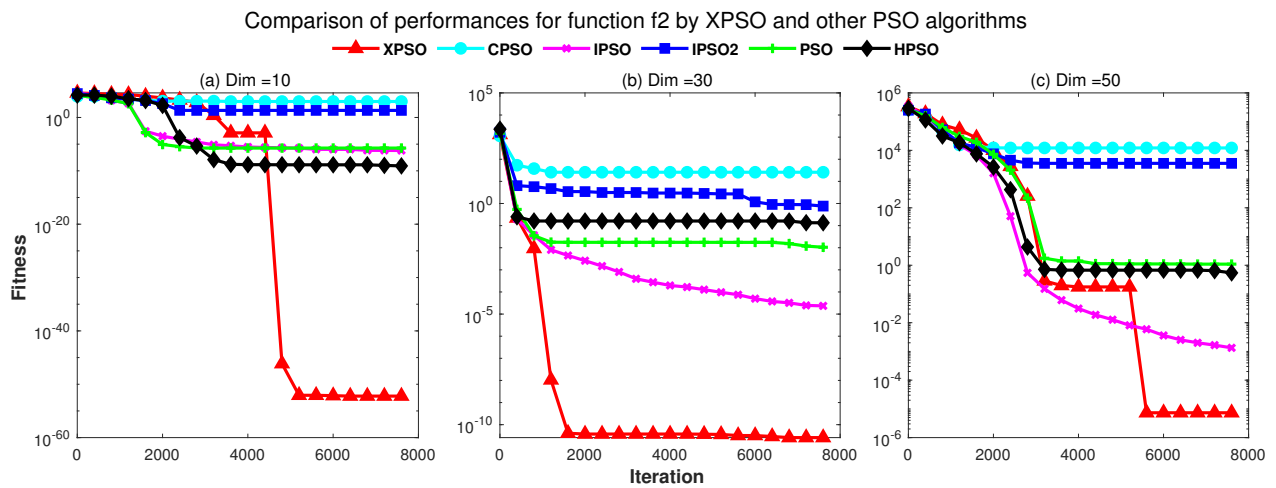 Comparison of performances for function f2 by XPSO and other PSO algorithms
XPSO CPSO IPSO IPSO2 PSO HPSO
(a) Dim =10
(b) Dim =30
(c) Dim =50
Fitness
10^0
10^-20
10^-40
10^-60
0 2000 4000 6000 8000
10^5
10^0
10^-5
10^-10
0 2000 4000 6000 8000
10^6
10^4
10^2
10^0
10^-2
10^-4
10^-6
0 2000 4000 6000 8000
Iteration